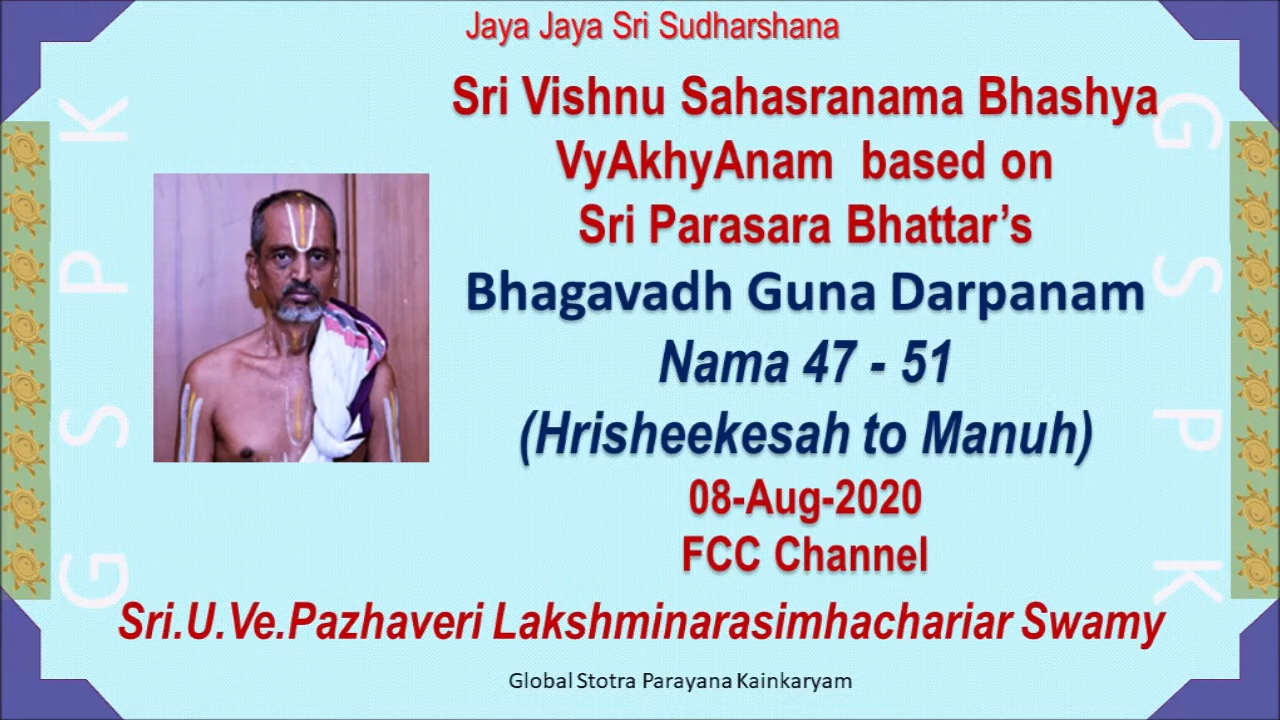 Jaya Jaya Sri Sudharshana
Sri Vishnu Sahasranama Bhashya
VyAkhyAnam based on
Sri Parasara Bhattar’s
Bhagavadh Guna Darpanam
Nama 47 - 51
(Hrisheekesah to Manuh)
08-Aug-2020
FCC Channel
Sri.U.Ve.Pazhaveri Lakshminarasimhachariar Swamy
Global Stotra Parayana Kainkaryam
G S P K
G S P K